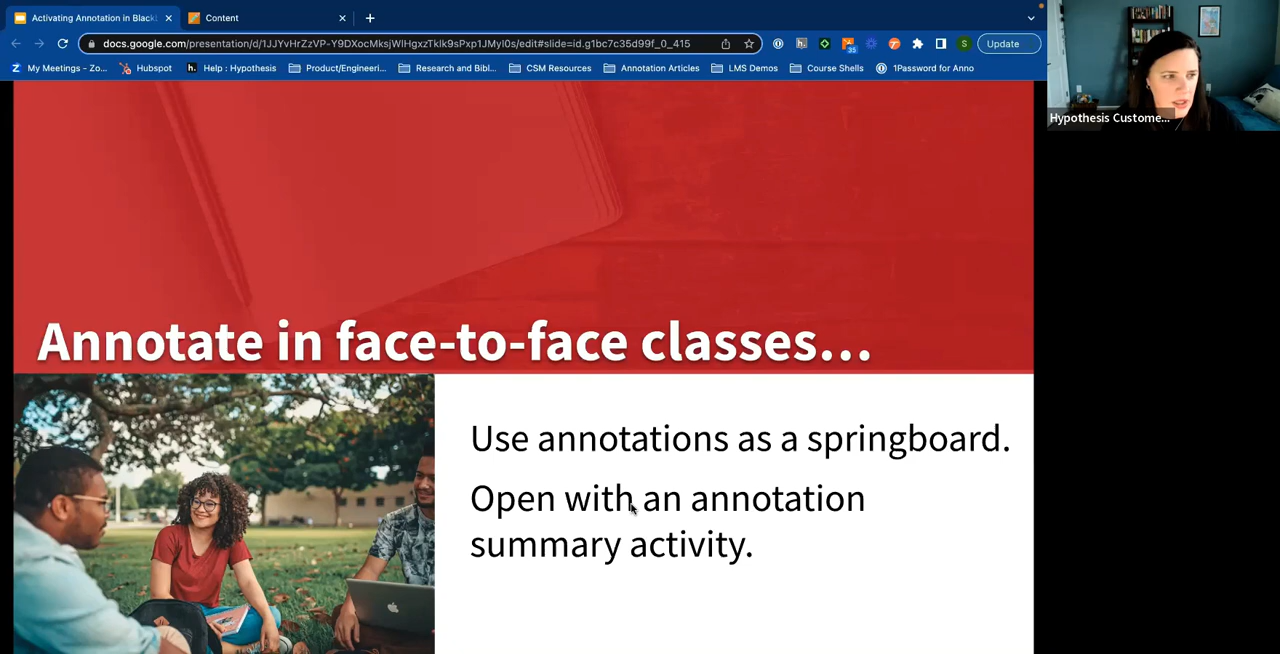 Activating Annotation in Black
Content
docs.google.com/presentation/d/1JJYvHrZzVP-Y9DXocMksjWIHgxzTklk9sPxp1JMyI0s/edit#slide=id.g1bc7c35d99f_0_415
35
S
Update
My Meetings - Zo...
Hubspot
h.
Help : Hypothesis
Product/Engineeri...
Research and Bibl...
CSM Resources
Annotation Articles
LMS Demos
Course Shells
1Password for Anno
Hypothesis Custome...
Annotate in face-to-face classes...
Use annotations as a springboard.
Open with an annotation
summary activity.